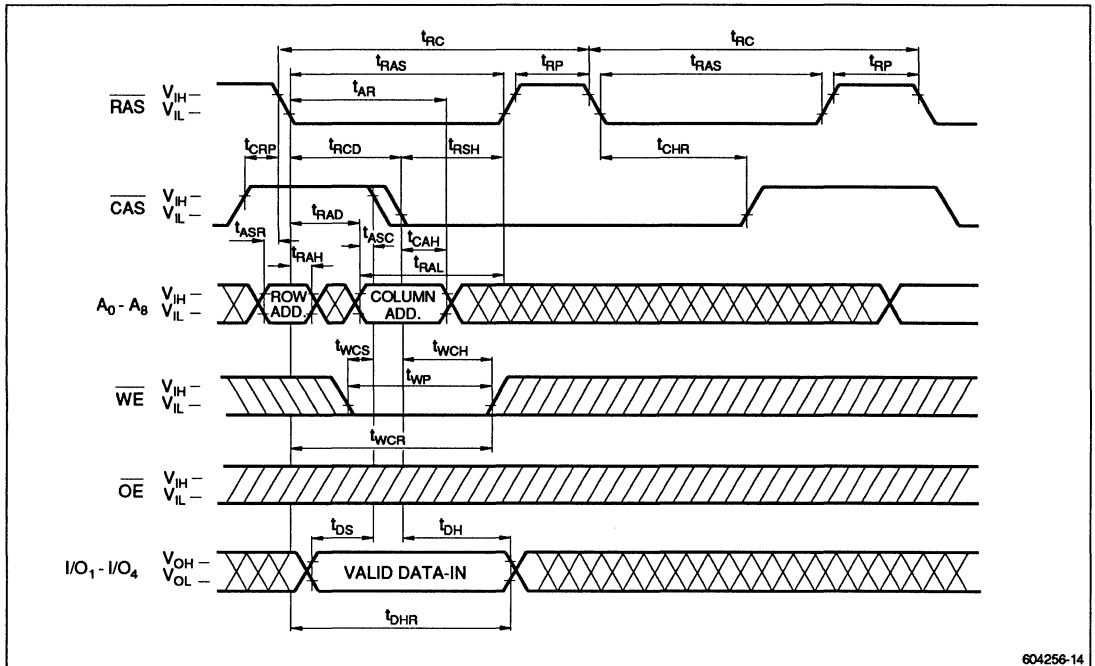 tRC tRC
tRAS tRP tRAS tRP
tAR
RAS VIH –
VIL –
tCRP tRCD tRSH tCHR
CAS VIH –
VIL –
tRAD
tASR tASC tCAH
tRAH tRAL
A0 - A8 VIH –
VIL –
ROW ADD.
COLUMN ADD.
tWCS tWCH
tWP
WE VIH –
VIL –
tWCR
OE VIH –
VIL –
tDS tDH
I/O1 - I/O4 VOH –
VOL –
VALID DATA-IN
tDHR
604256-14